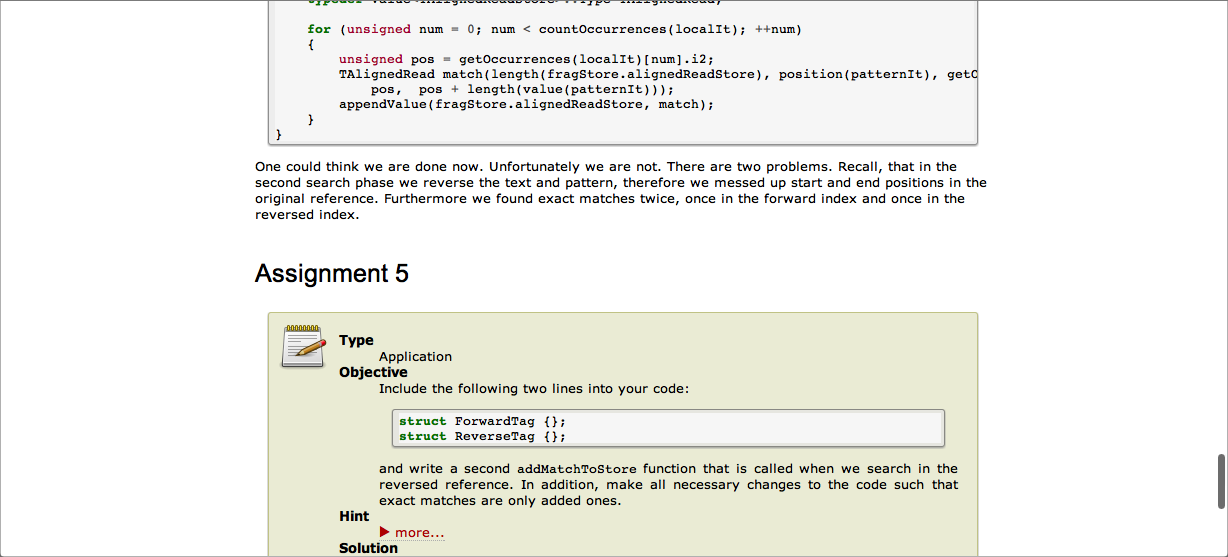 for (unsigned num = 0; num < countOccurrences(localIt); ++num)
{
unsigned pos = getOccurrences(localIt)[num].i2;
TAlignedRead match(length(fragStore.alignedReadStore), position(patternIt), getO
pos,  pos + length(value(patternIt)));
appendValue(fragStore.alignedReadStore, match);
}
}
One could think we are done now. Unfortunately we are not. There are two problems. Recall, that in the
second search phase we reverse the text and pattern, therefore we messed up start and end positions in the
original reference. Furthermore we found exact matches twice, once in the forward index and once in the
reversed index.
Assignment 5
Type
Application
Objective
Include the following two lines into your code:
struct ForwardTag {};
struct ReverseTag {};
and write a second addMatchToStore function that is called when we search in the
reversed reference. In addition, make all necessary changes to the code such that
exact matches are only added ones.
Hint
more...
Solution